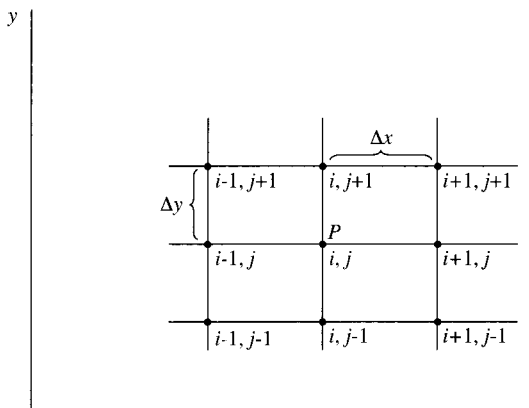 y
Δx
i-1, j+1 i, j+1 i+1, j+1
Δy
P
i-1, j i, j i+1, j
i-1, j-1 i, j-1 i+1, j-1